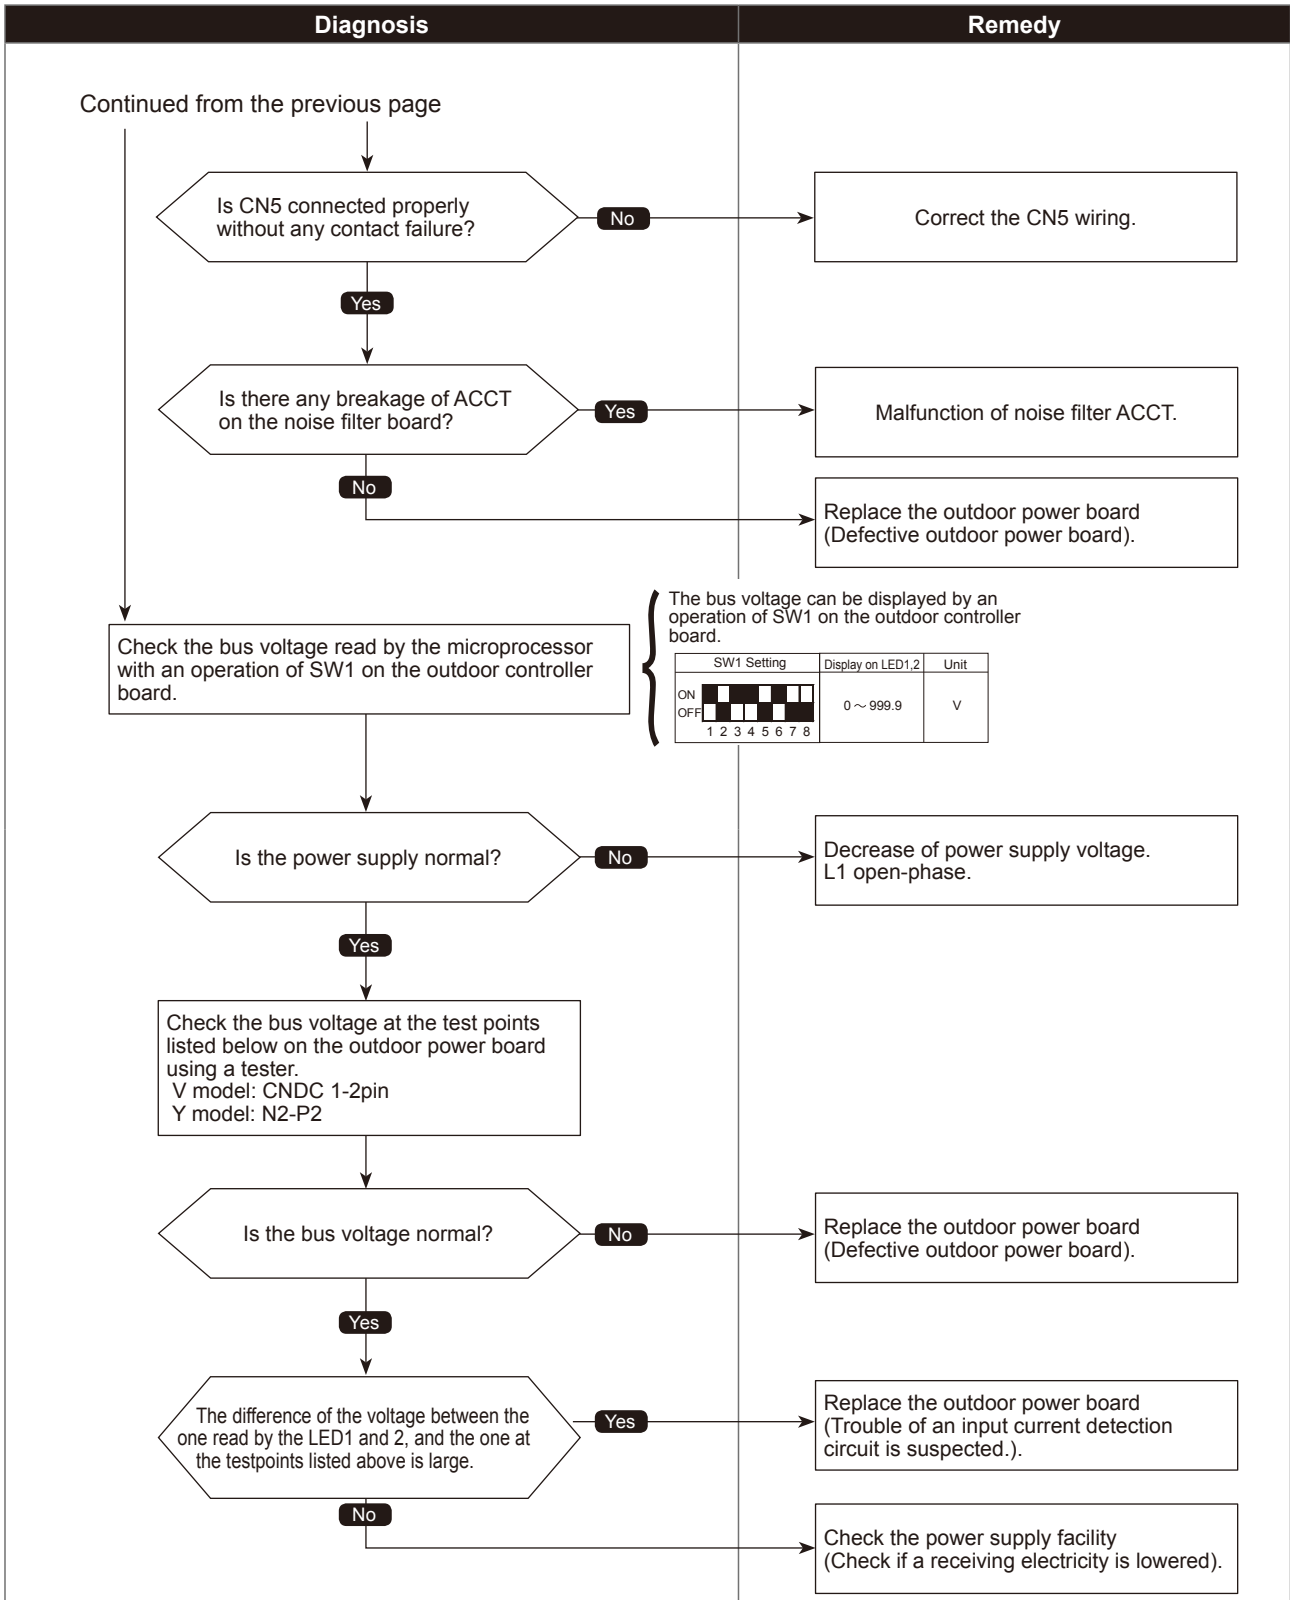 Diagnosis
Remedy
Continued from the previous page
Is CN5 connected properly
without any contact failure?
No
Correct the CN5 wiring.
Yes
Is there any breakage of ACCT
on the noise filter board?
Yes
Malfunction of noise filter ACCT.
No
Replace the outdoor power board
(Defective outdoor power board).
Check the bus voltage read by the microprocessor
with an operation of SW1 on the outdoor controller
board.
The bus voltage can be displayed by an
operation of SW1 on the outdoor controller
board.
SW1 Setting
Display on LED1,2
Unit
ON
OFF
1 2 3 4 5 6 7 8
0～999.9
V
Is the power supply normal?
No
Decrease of power supply voltage.
L1 open-phase.
Yes
Check the bus voltage at the test points
listed below on the outdoor power board
using a tester.
V model: CNDC 1-2pin
Y model: N2-P2
Is the bus voltage normal?
No
Replace the outdoor power board
(Defective outdoor power board).
Yes
The difference of the voltage between the
one read by the LED1 and 2, and the one at
the testpoints listed above is large.
Yes
Replace the outdoor power board
(Trouble of an input current detection
circuit is suspected.).
No
Check the power supply facility
(Check if a receiving electricity is lowered).